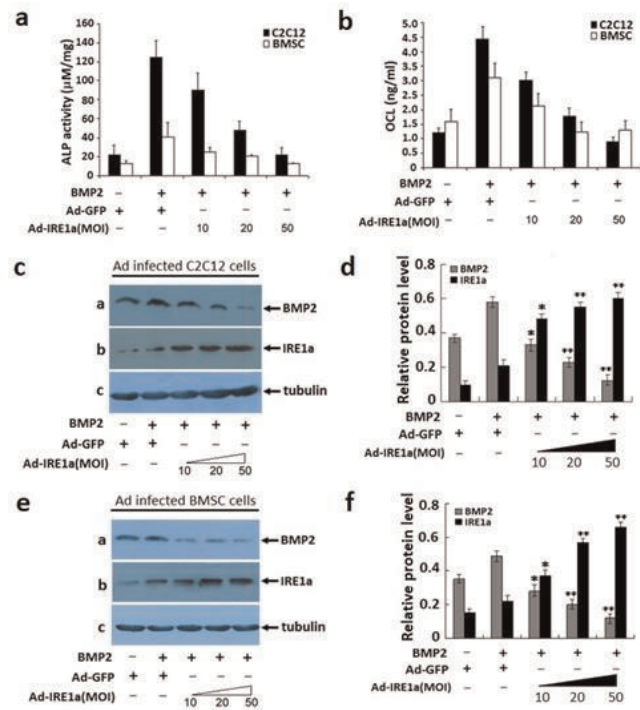 a
ALP activity (μM/mg)
160
140
120
100
80
60
40
20
0
C2C12
BMSC
BMP2 – + + + +
Ad-GFP + + – – –
Ad-IRE1a(MOI) – – 10 20 50
b
OCL (ng/ml)
5.0
4.5
4.0
3.5
3.0
2.5
2.0
1.5
1.0
0.5
0
C2C12
BMSC
BMP2 – + + + +
Ad-GFP + + – – –
Ad-IRE1a(MOI) – – 10 20 50
c
Ad infected C2C12 cells
a BMP2
b IRE1a
c tubulin
BMP2 – + + + +
Ad-GFP + + – – –
Ad-IRE1a(MOI) – – 10 20 50
d
Relative protein level
0.8
0.6
0.4
0.2
0
BMP2
IRE1a
* * ** ** ** **
BMP2 – + + + +
Ad-GFP + + – – –
Ad-IRE1a(MOI) – – 10 20 50
e
Ad infected BMSC cells
a BMP2
b IRE1a
c tubulin
BMP2 – + + + +
Ad-GFP + + – – –
Ad-IRE1a(MOI) – – 10 20 50
f
Relative protein level
0.8
0.6
0.4
0.2
0
BMP2
IRE1a
* * ** ** ** **
BMP2 – + + + +
Ad-GFP + + – – –
Ad-IRE1a(MOI) – – 10 20 50